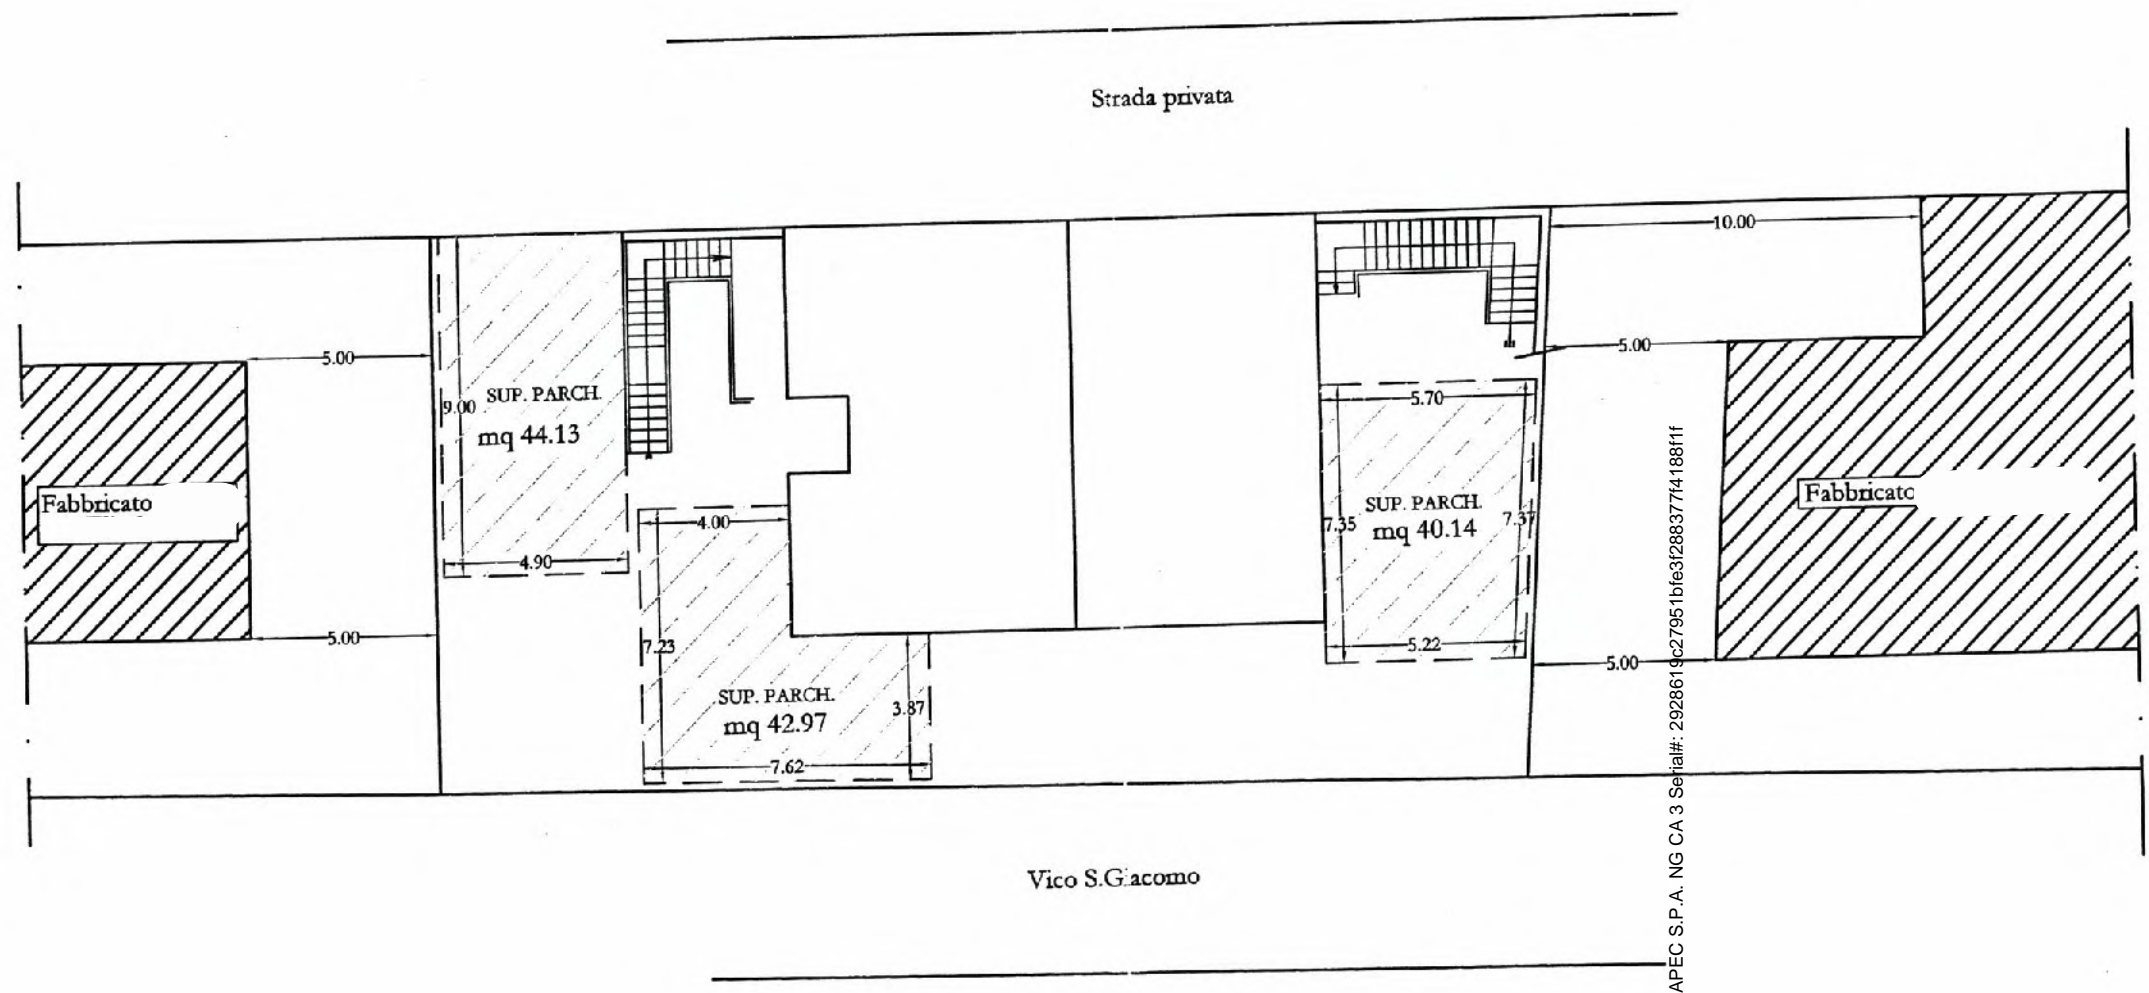 Strada privata
10.00
5.00
5.00
9.00
SUP. PARCH.
mq 44.13
5.70
Fabbricato
Fabbricato
4.00
7.35
SUP. PARCH.
mq 40.14
7.37
4.90
5.00
7.23
5.22
5.00
SUP. PARCH.
mq 42.97
3.87
7.62
Vico S.Giacomo
APEC S.P.A. NG CA 3 Serial#: 2928619c27951bfe3f288377f4188f1f